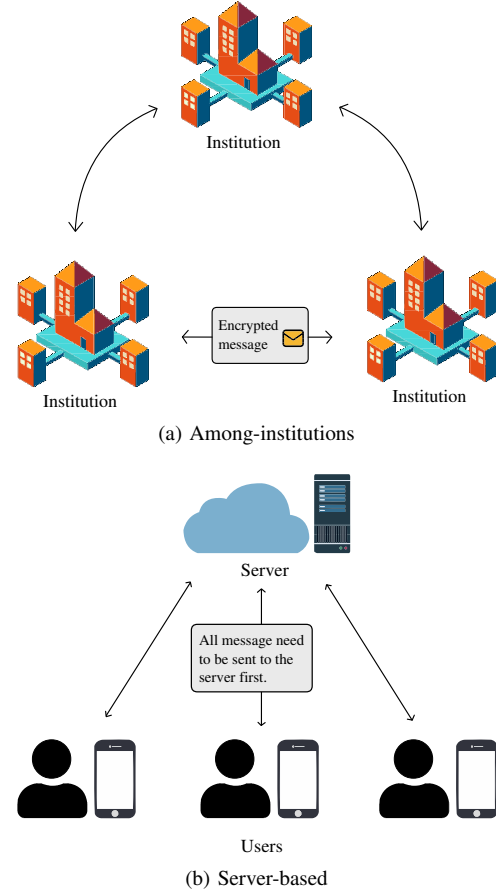 Institution
Encrypted
message
Institution
Institution
(a) Among-institutions
Server
All message need
to be sent to the
server first.
Users
(b) Server-based